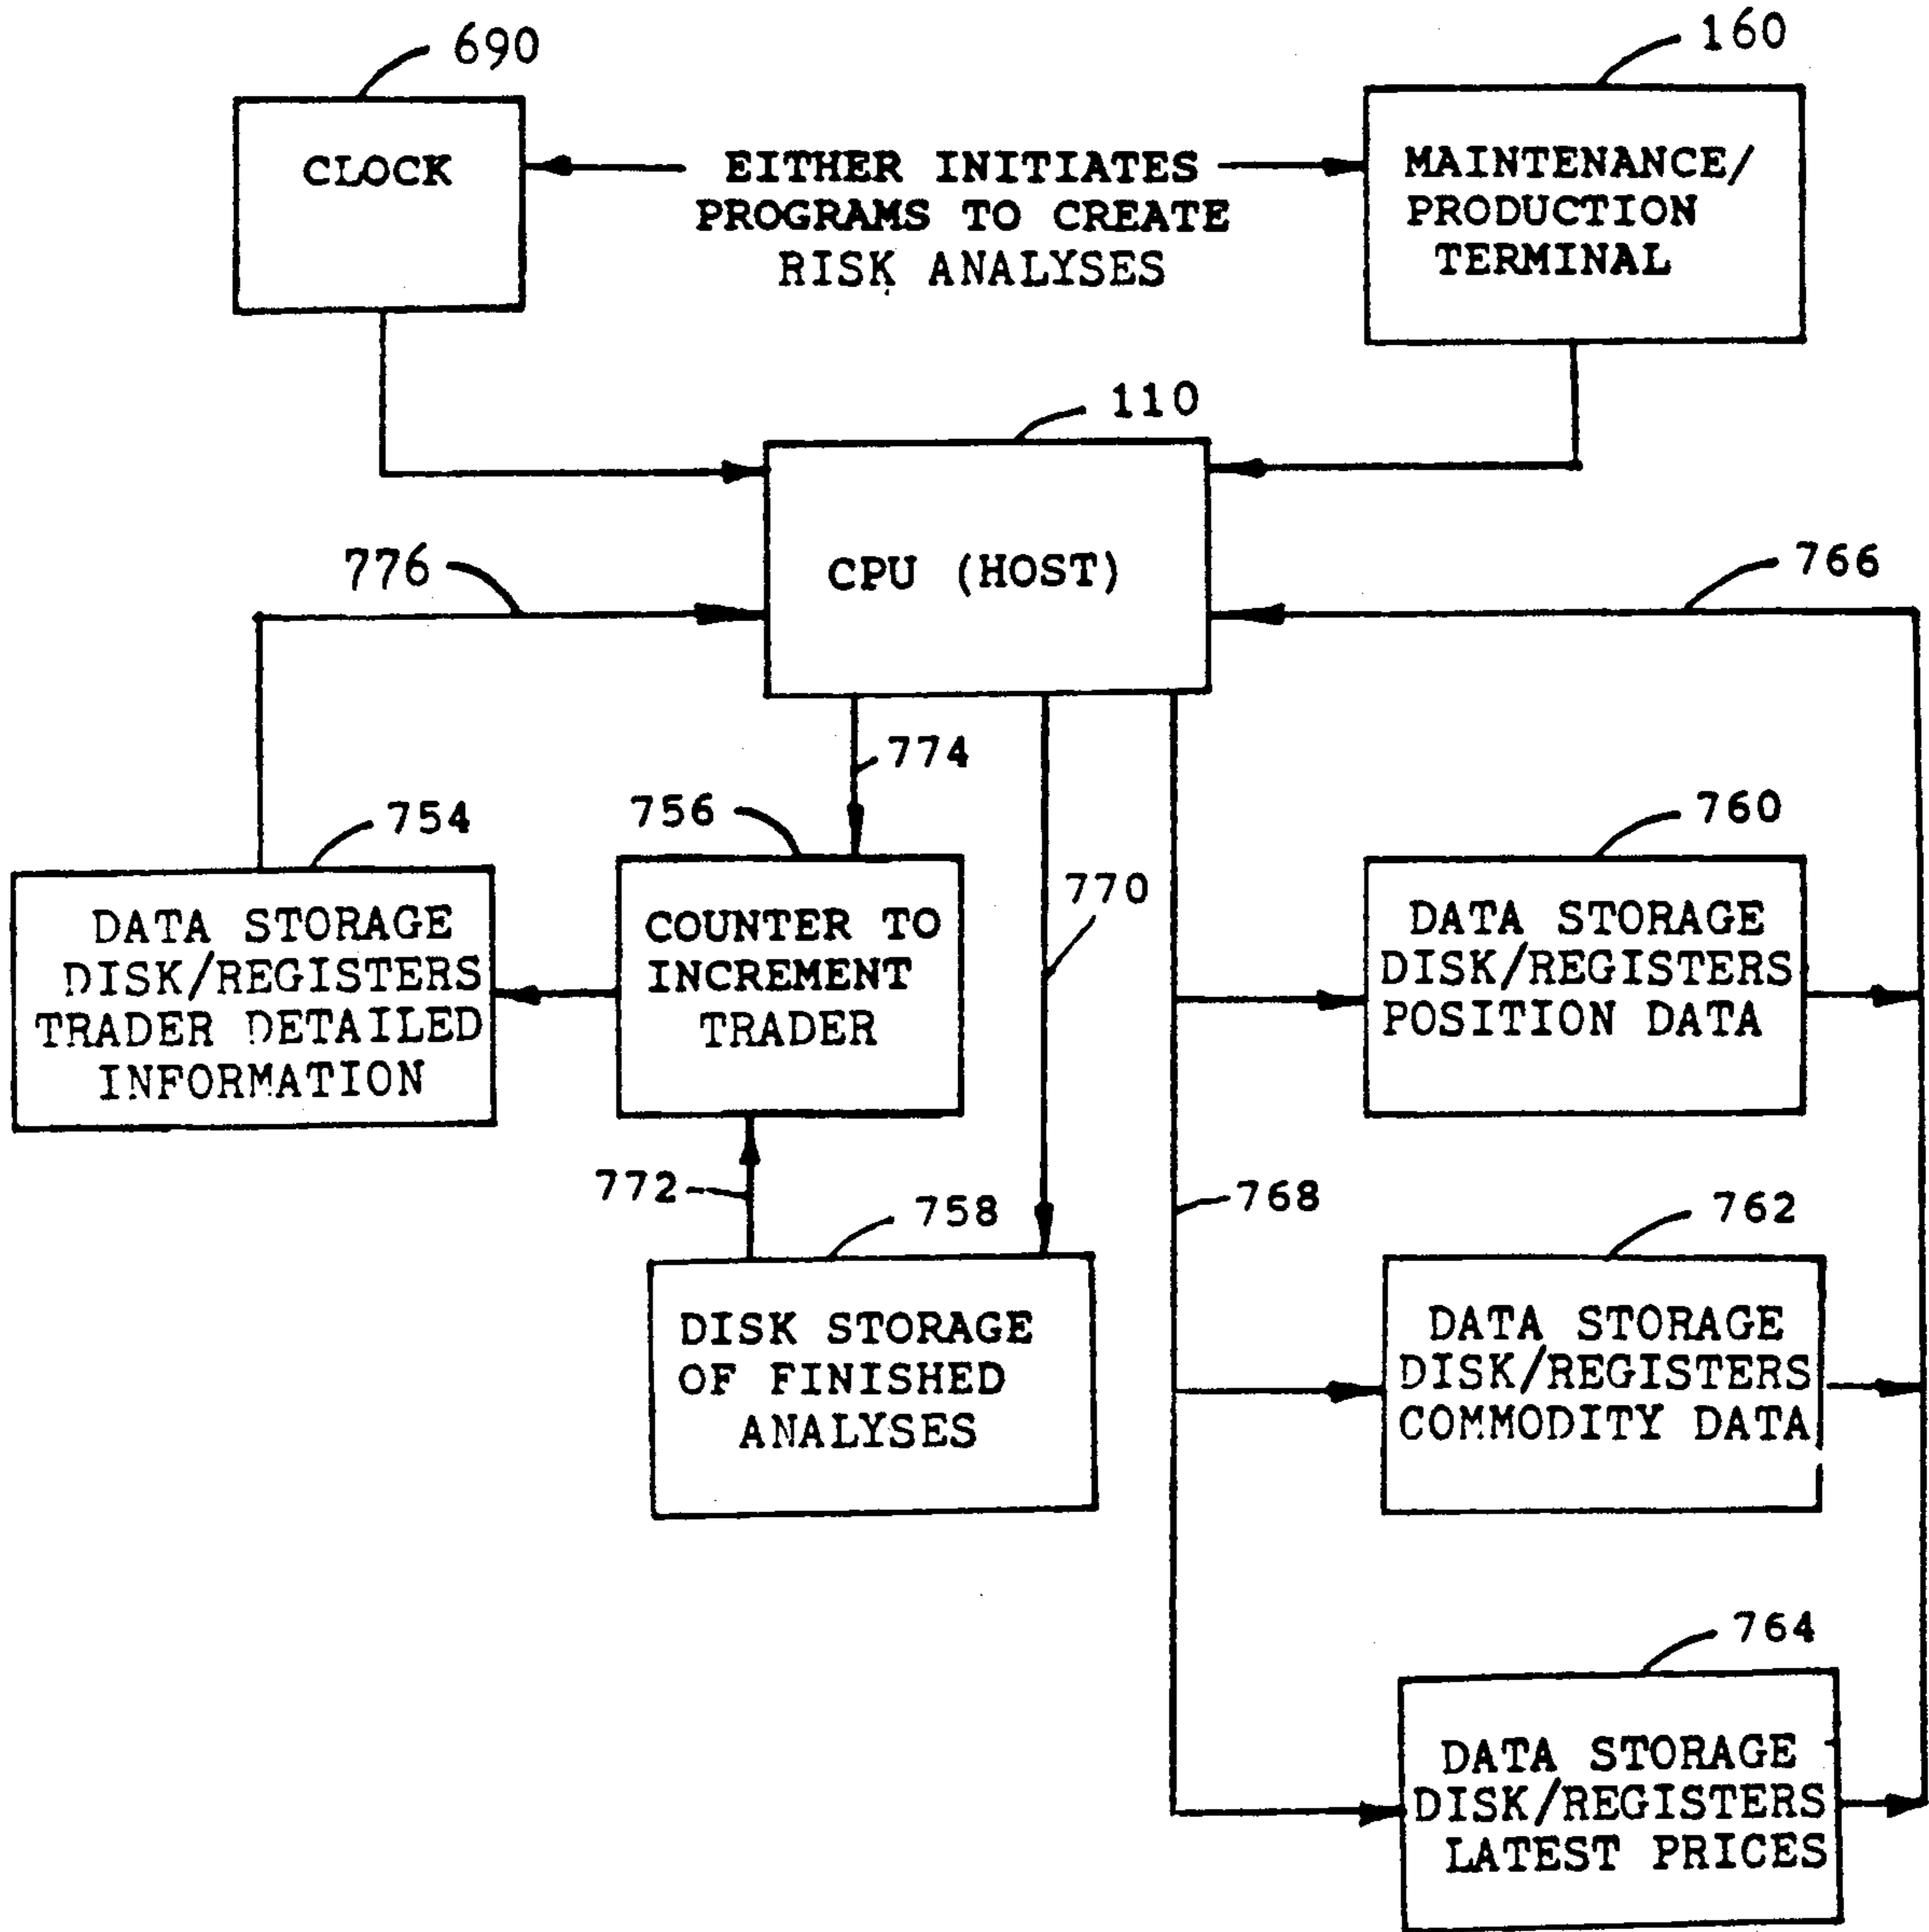 690
160
CLOCK
EITHER INITIATES
PROGRAMS TO CREATE
RISK ANALYSES
MAINTENANCE/
PRODUCTION
TERMINAL
110
CPU (HOST)
776
766
774
770
754
756
760
DATA STORAGE
DISK/REGISTERS
TRADER DETAILED
INFORMATION
COUNTER TO
INCREMENT
TRADER
DATA STORAGE
DISK/REGISTERS
POSITION DATA
772
758
768
762
DISK STORAGE
OF FINISHED
ANALYSES
DATA STORAGE
DISK/REGISTERS
COMMODITY DATA
764
DATA STORAGE
DISK/REGISTERS
LATEST PRICES